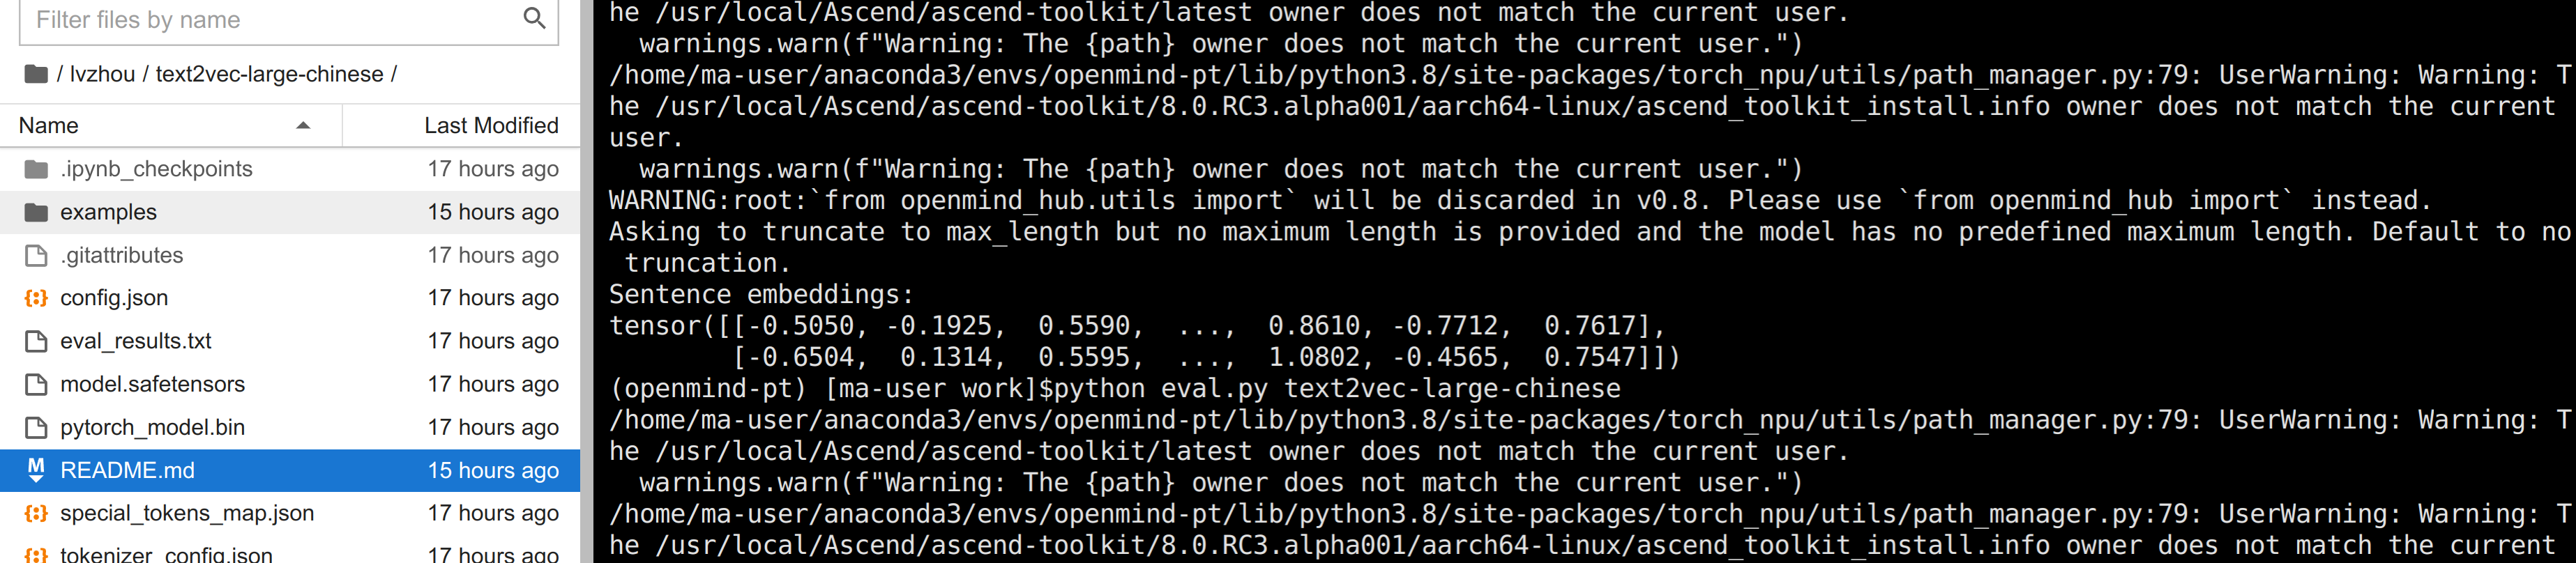 Filter files by name
/ lvzhou / text2vec-large-chinese /
Name Last Modified
.ipynb_checkpoints 17 hours ago
examples 15 hours ago
.gitattributes 17 hours ago
config.json 17 hours ago
eval_results.txt 17 hours ago
model.safetensors 17 hours ago
pytorch_model.bin 17 hours ago
README.md 15 hours ago
special_tokens_map.json 17 hours ago
tokenizer_config.json 17 hours ago
he /usr/local/Ascend/ascend-toolkit/latest owner does not match the current user.
  warnings.warn(f"Warning: The {path} owner does not match the current user.")
/home/ma-user/anaconda3/envs/openmind-pt/lib/python3.8/site-packages/torch_npu/utils/path_manager.py:79: UserWarning: Warning: T
he /usr/local/Ascend/ascend-toolkit/8.0.RC3.alpha001/aarch64-linux/ascend_toolkit_install.info owner does not match the current
user.
  warnings.warn(f"Warning: The {path} owner does not match the current user.")
WARNING:root:`from openmind_hub.utils import` will be discarded in v0.8. Please use `from openmind_hub import` instead.
Asking to truncate to max_length but no maximum length is provided and the model has no predefined maximum length. Default to no
 truncation.
Sentence embeddings:
tensor([[-0.5050, -0.1925,  0.5590,  ...,  0.8610, -0.7712,  0.7617],
        [-0.6504,  0.1314,  0.5595,  ...,  1.0802, -0.4565,  0.7547]])
(openmind-pt) [ma-user work]$python eval.py text2vec-large-chinese
/home/ma-user/anaconda3/envs/openmind-pt/lib/python3.8/site-packages/torch_npu/utils/path_manager.py:79: UserWarning: Warning: T
he /usr/local/Ascend/ascend-toolkit/latest owner does not match the current user.
  warnings.warn(f"Warning: The {path} owner does not match the current user.")
/home/ma-user/anaconda3/envs/openmind-pt/lib/python3.8/site-packages/torch_npu/utils/path_manager.py:79: UserWarning: Warning: T
he /usr/local/Ascend/ascend-toolkit/8.0.RC3.alpha001/aarch64-linux/ascend_toolkit_install.info owner does not match the current